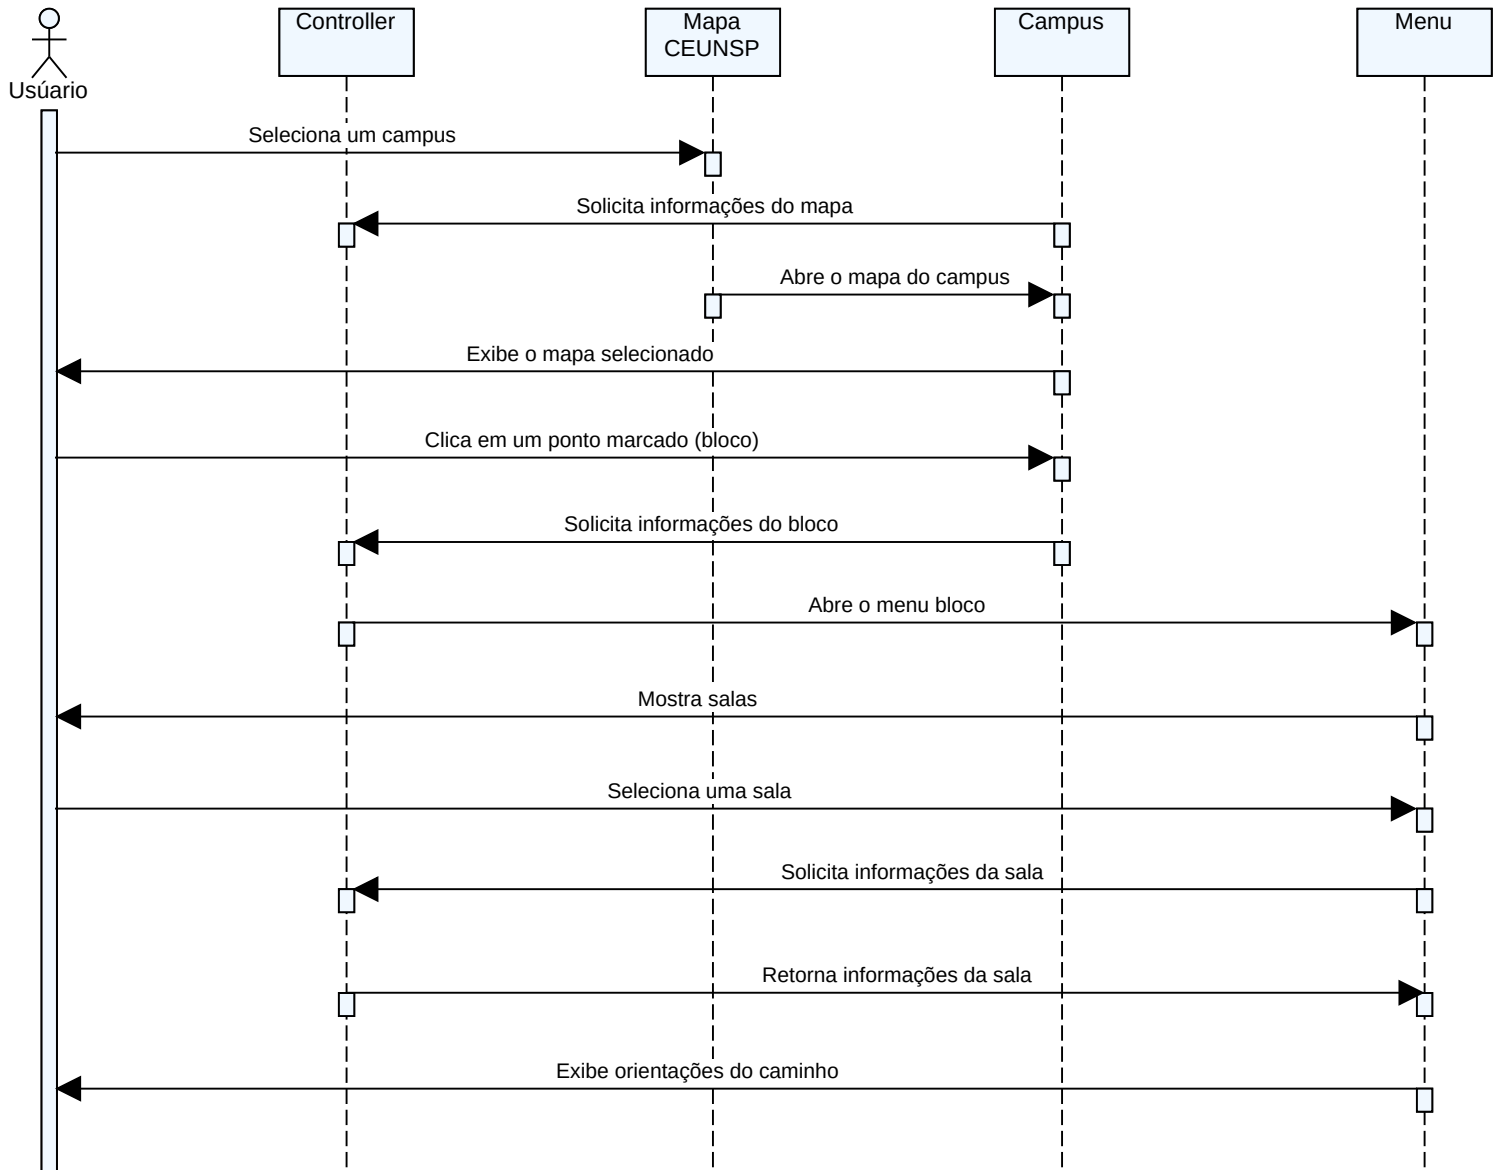 Usúario
Controller
Mapa
CEUNSP
Campus
Menu
Seleciona um campus
Solicita informações do mapa
Abre o mapa do campus
Exibe o mapa selecionado
Clica em um ponto marcado (bloco)
Solicita informações do bloco
Abre o menu bloco
Mostra salas
Seleciona uma sala
Solicita informações da sala
Retorna informações da sala
Exibe orientações do caminho